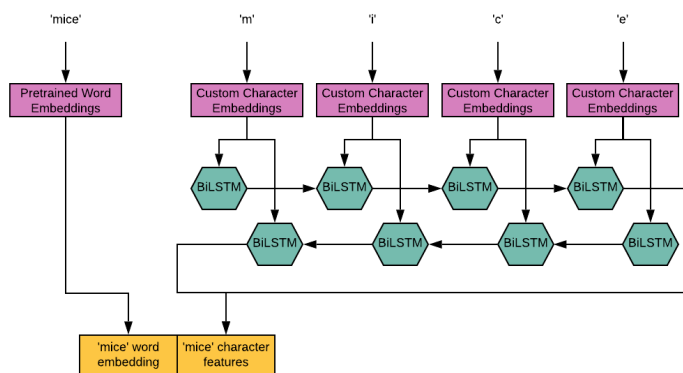 'mice' 'm' 'i' 'c' 'e'
Pretrained Word Custom Character Custom Character Custom Character Custom Character
Embeddings Embeddings Embeddings Embeddings Embeddings
BiLSTM BiLSTM BiLSTM BiLSTM
BiLSTM BiLSTM BiLSTM BiLSTM
'mice' word 'mice' character
embedding features